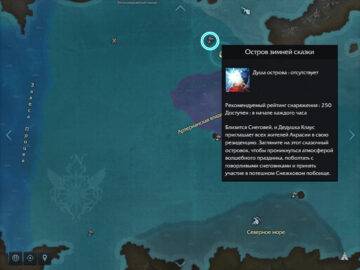 Остров зимней сказки
Душа острова : отсутствует
Рекомендуемый рейтинг снаряжения : 250
Доступен : в начале каждого часа
Близится Снеговей, и Дедушка Клаус
приглашает всех жителей Акрасии в свою
резиденцию. Загляните на этот сказочный
островок, чтобы проникнуться атмосферой
волшебного праздника, поболтать с
говорливыми снеговиками и принять
участие в потешном Снежковом побоище.
Северное море